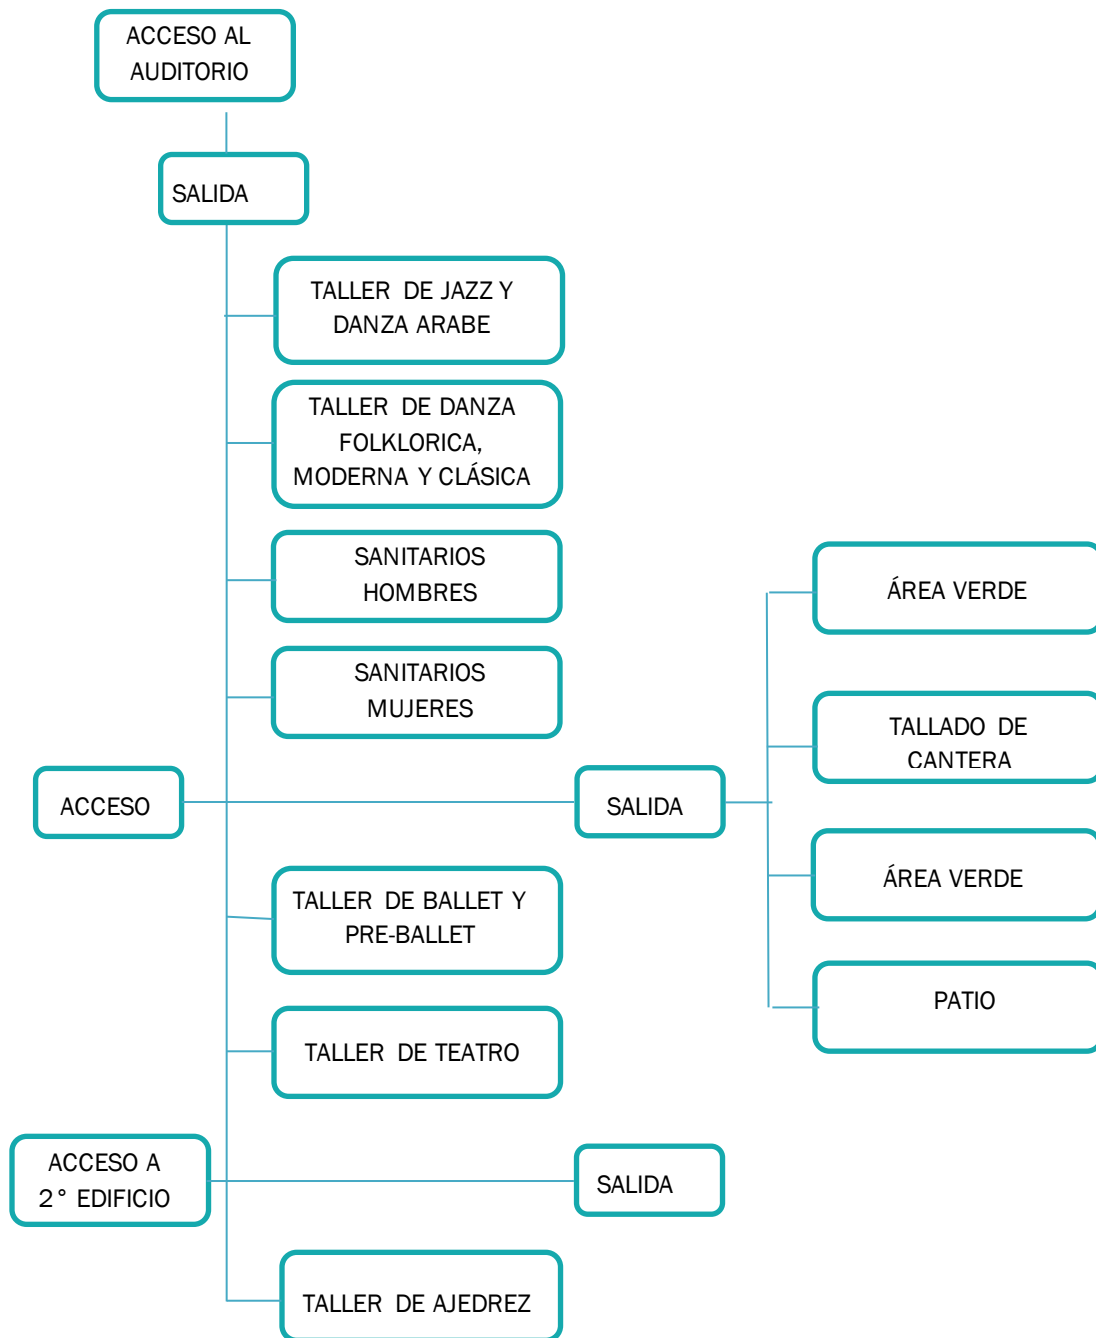 ACCESO AL
AUDITORIO
SALIDA
TALLER DE JAZZ Y
DANZA ARABE
TALLER DE DANZA
FOLKLORICA,
MODERNA Y CLÁSICA
SANITARIOS
HOMBRES
SANITARIOS
MUJERES
ACCESO
SALIDA
ÁREA VERDE
TALLADO DE
CANTERA
ÁREA VERDE
PATIO
TALLER DE BALLET Y
PRE-BALLET
TALLER DE TEATRO
ACCESO A
2° EDIFICIO
SALIDA
TALLER DE AJEDREZ